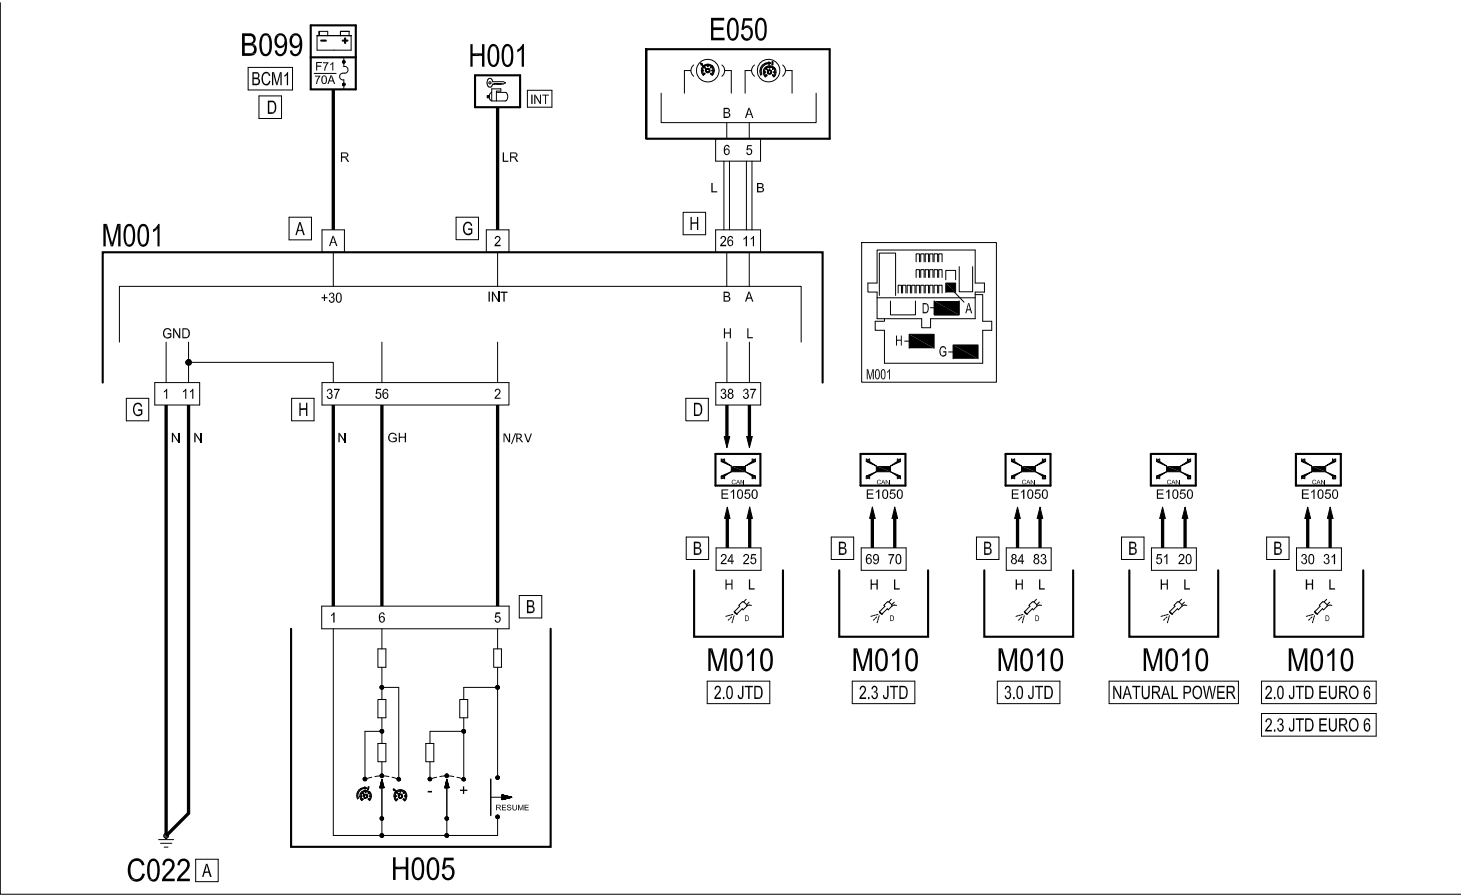 B099
BCM1
D
F71
70A
H001
INT
E050
B A
6 5
R
LR
L B
M001
A
A
G
2
H
26 11
+30
INT
B A
GND
H L
D
A
H
G
M001
G
1 11
H
37 56 2
D
38 37
N N
N
GH
N/RV
CAN
E1050
CAN
E1050
CAN
E1050
CAN
E1050
CAN
E1050
B
24 25
B
69 70
B
84 83
B
51 20
B
30 31
H L
H L
H L
H L
H L
D
D
D
D
M010
M010
M010
M010
M010
2.0 JTD
2.3 JTD
3.0 JTD
NATURAL POWER
2.0 JTD EURO 6
2.3 JTD EURO 6
1 6 5
B
- +
RESUME
C022
A
H005